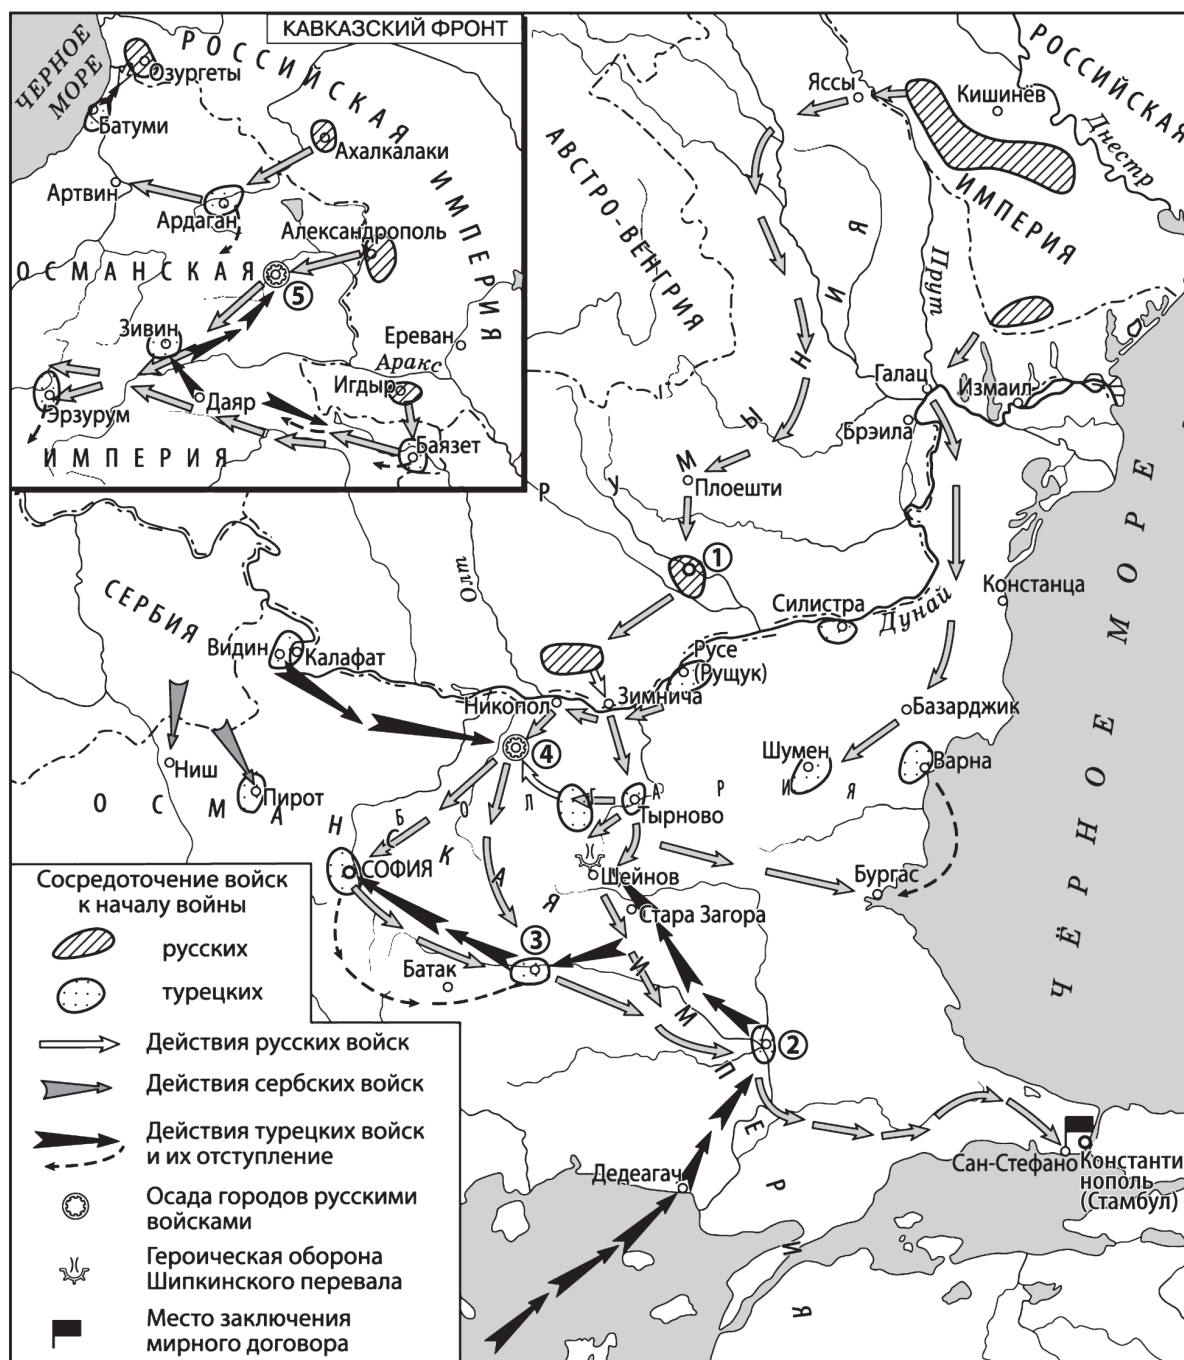 КАВКАЗСКИЙ ФРОНТ
ЧЕРНОЕ
МОРЕ
РОССИЙСКАЯ
ИМПЕРИЯ
Озургеты
Батуми
Ахалкалаки
Артвин
Ардаган
Александрополь
ОСМАНСКАЯ
5
Зивин
Ереван
Аракс
Игдыр
Даяр
Эрзурум
Баязет
ИМПЕРИЯ
РОССИЙСКАЯ
ИМПЕРИЯ
Яссы
Кишинёв
Днестр
АВСТРО-ВЕНГРИЯ
Прут
РУМЫНИЯ
Галац
Измаил
Брэила
Плоешти
1
Олт
Констанца
Силистра
Дунай
СЕРБИЯ
Видин
Калафат
Русе
(Рущук)
Никопол
Зимнича
Базарджик
4
Шумен
Варна
Ниш
Пирот
БОЛГАРИЯ
Тырново
ОСМАНСКАЯ
ИМПЕРИЯ
СОФИЯ
Шейнов
Бургас
Стара Загора
3
Батак
2
ЧЁРНОЕ МОРЕ
Дедеагач
Сан-Стефано
Константи
нополь
(Стамбул)
Сосредоточение войск
к началу войны
русских
турецких
Действия русских войск
Действия сербских войск
Действия турецких войск
и их отступление
Осада городов русскими
войсками
Героическая оборона
Шипкинского перевала
Место заключения
мирного договора